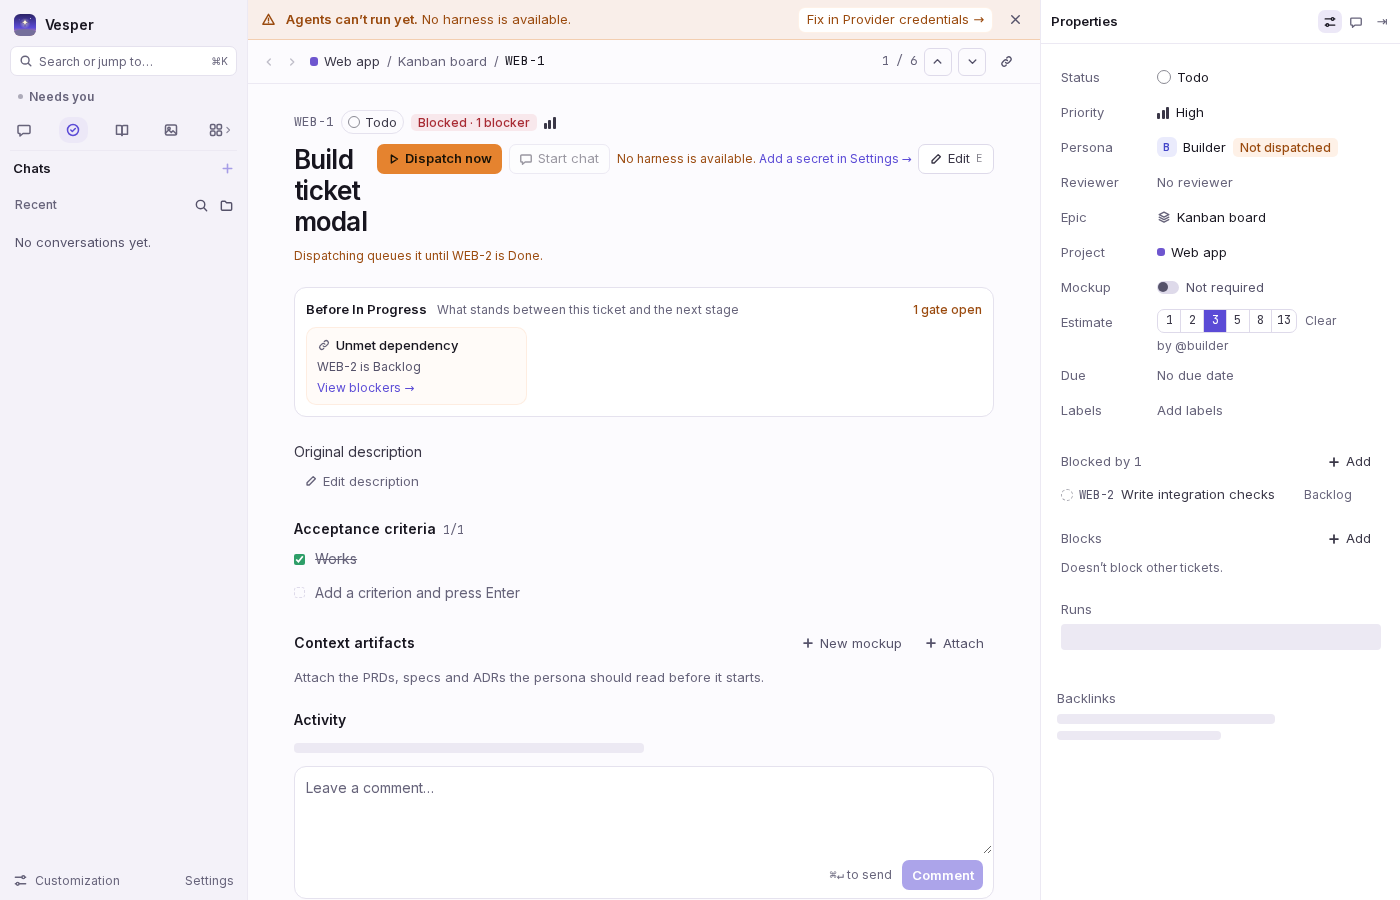 Vesper
Search or jump to… ⌘K
Needs you
Chats
Recent
No conversations yet.
Customization Settings
Agents can’t run yet. No harness is available. Fix in Provider credentials →
Web app / Kanban board / WEB-1 1 / 6
WEB-1 Todo Blocked · 1 blocker
Build ticket modal
Dispatch now Start chat No harness is available. Add a secret in Settings → Edit E
Dispatching queues it until WEB-2 is Done.
Before In Progress What stands between this ticket and the next stage 1 gate open
Unmet dependency
WEB-2 is Backlog
View blockers →
Original description
Edit description
Acceptance criteria 1/1
Works
Add a criterion and press Enter
Context artifacts New mockup Attach
Attach the PRDs, specs and ADRs the persona should read before it starts.
Activity
Leave a comment…
⌘↵ to send Comment
Properties
Status Todo
Priority High
Persona B Builder Not dispatched
Reviewer No reviewer
Epic Kanban board
Project Web app
Mockup Not required
Estimate 1 2 3 5 8 13 Clear
by @builder
Due No due date
Labels Add labels
Blocked by 1 Add
WEB-2 Write integration checks Backlog
Blocks Add
Doesn’t block other tickets.
Runs
Backlinks